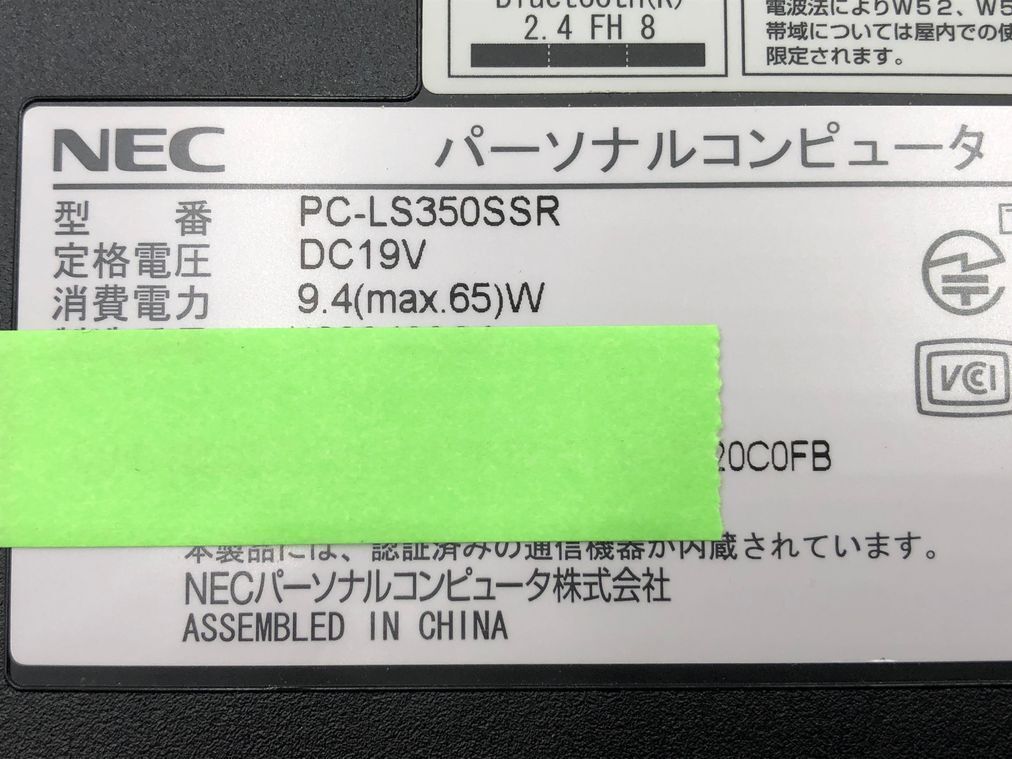 Bluetooth(R)
2.4 FH 8
電波法によりW52、W5
帯域については屋内での使
限定されます。
NEC パーソナルコンピュータ
型 番 PC-LS350SSR
定格電圧 DC19V
消費電力 9.4(max.65)W
VCCI
20C0FB
本製品には、認証済みの通信機器が内蔵されています。
NECパーソナルコンピュータ株式会社
ASSEMBLED IN CHINA